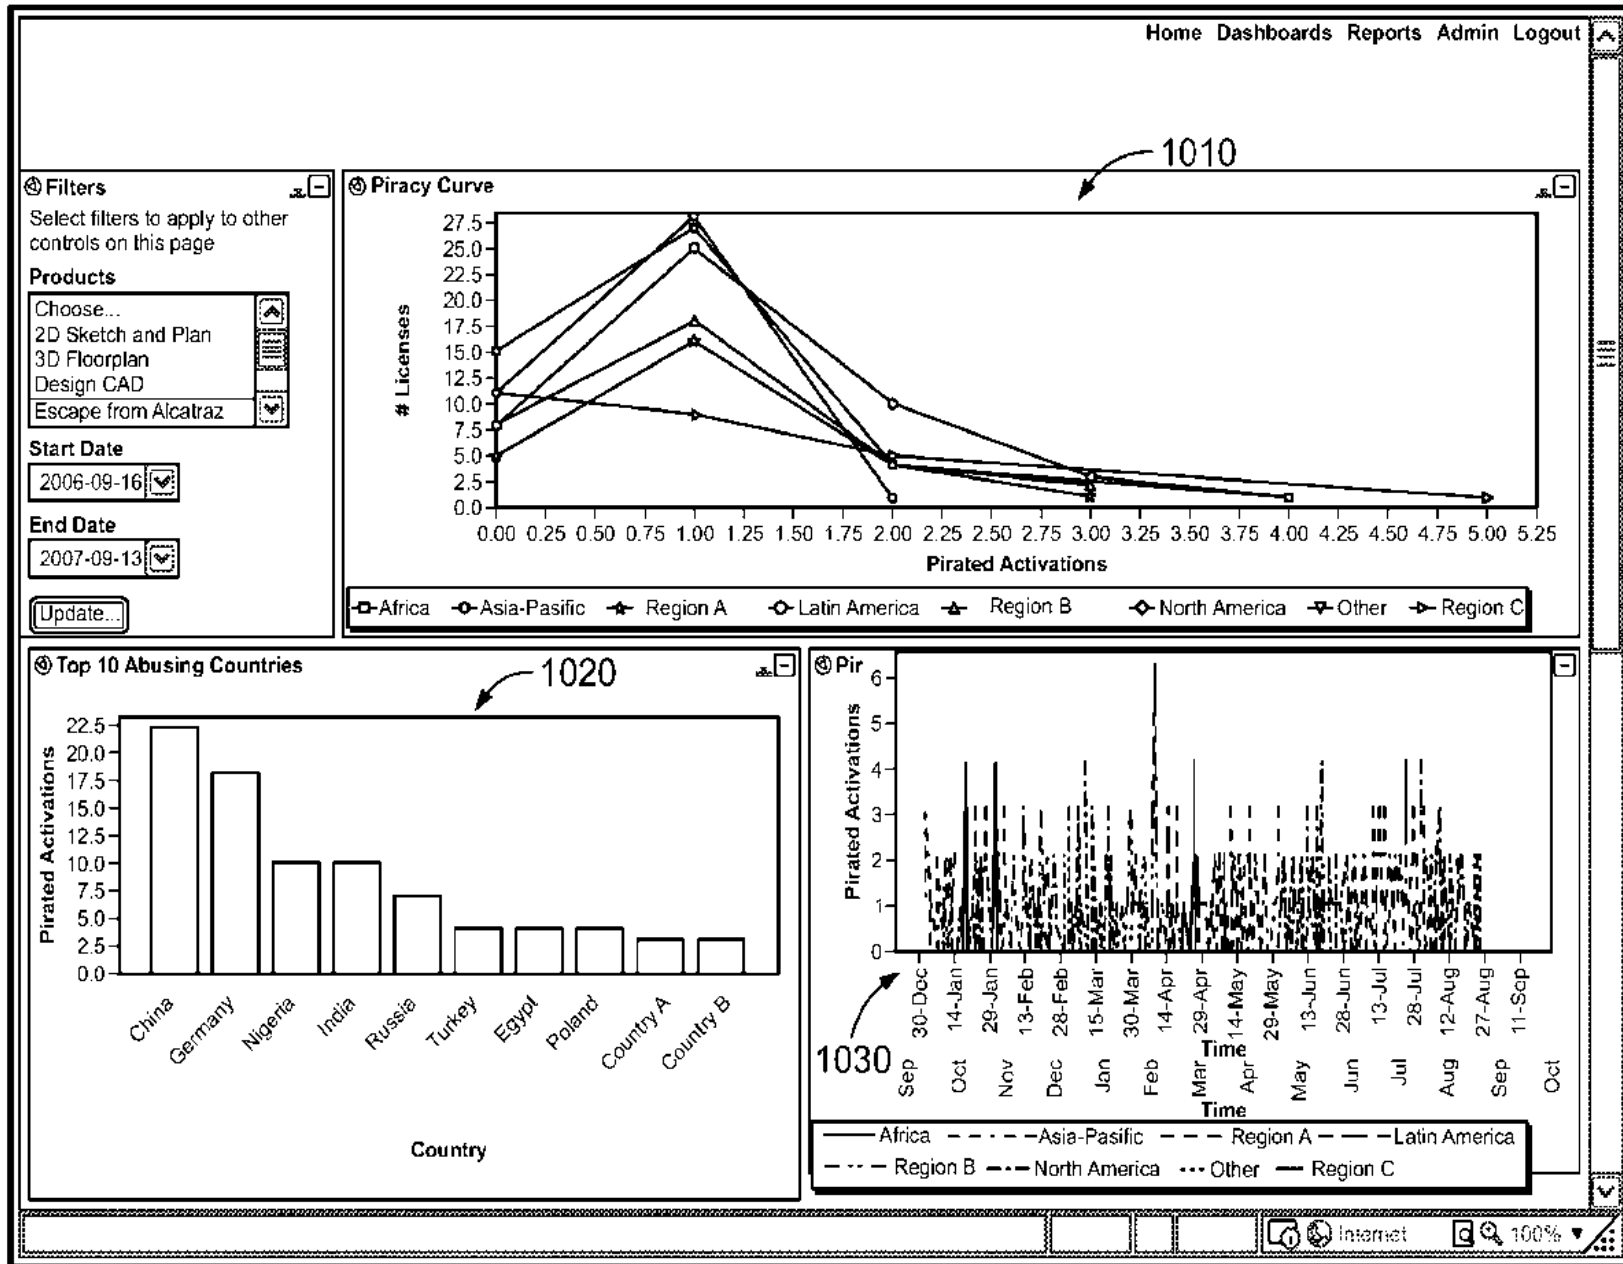 Home Dashboards Reports Admin Logout
1010
Filters
Select filters to apply to other
controls on this page
Products
Choose...
2D Sketch and Plan
3D Floorplan
Design CAD
Escape from Alcatraz
Start Date
2006-09-16
End Date
2007-09-13
Update...
Piracy Curve
# Licenses
27.5
25.0
22.5
20.0
17.5
15.0
12.5
10.0
7.5
5.0
2.5
0.0
0.00 0.25 0.50 0.75 1.00 1.25 1.50 1.75 2.00 2.25 2.50 2.75 3.00 3.25 3.50 3.75 4.00 4.25 4.50 4.75 5.00 5.25
Pirated Activations
Africa Asia-Pasific Region A Latin America Region B North America Other Region C
Top 10 Abusing Countries
1020
Pirated Activations
22.5
20.0
17.5
15.0
12.5
10.0
7.5
5.0
2.5
0.0
China Germany Nigeria India Russia Turkey Egypt Poland Country A Country B
Country
Pir
Pirated Activations
6
5
4
3
2
1
0
30-Dec 14-Jan 29-Jan 13-Feb 28-Feb 15-Mar 30-Mar 14-Apr 29-Apr 14-May 29-May 13-Jun 28-Jun 13-Jul 28-Jul 12-Aug 27-Aug 11-Sep
Time
1030
Sep Oct Nov Dec Jan Feb Mar Apr May Jun Jul Aug Sep Oct
Time
Africa Asia-Pasific Region A Latin America
Region B North America Other Region C
Internet 100%